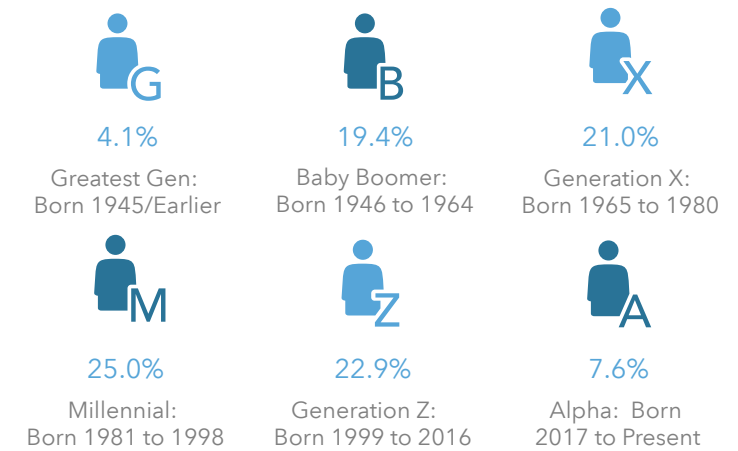 G
B
X
4.1%
19.4%
21.0%
Greatest Gen:
Born 1945/Earlier
Baby Boomer:
Born 1946 to 1964
Generation X:
Born 1965 to 1980
M
Z
A
25.0%
22.9%
7.6%
Millennial:
Born 1981 to 1998
Generation Z:
Born 1999 to 2016
Alpha:  Born
2017 to Present